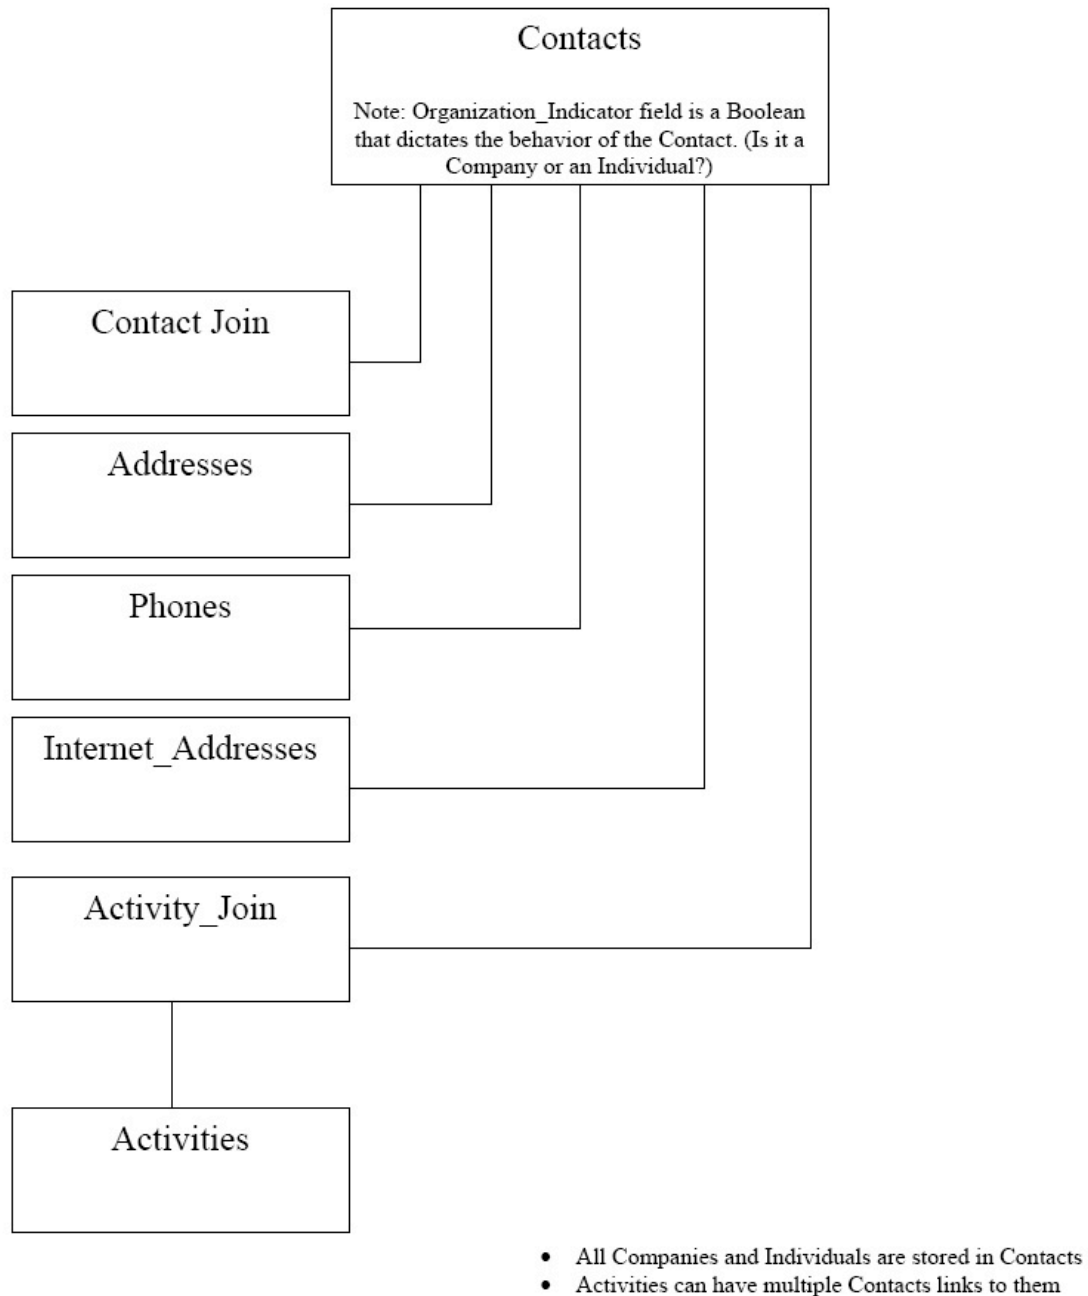 Contacts
Note: Organization_Indicator field is a Boolean
that dictates the behavior of the Contact. (Is it a
Company or an Individual?)
Contact Join
Addresses
Phones
Internet_Addresses
Activity_Join
Activities
• All Companies and Individuals are stored in Contacts
• Activities can have multiple Contacts links to them